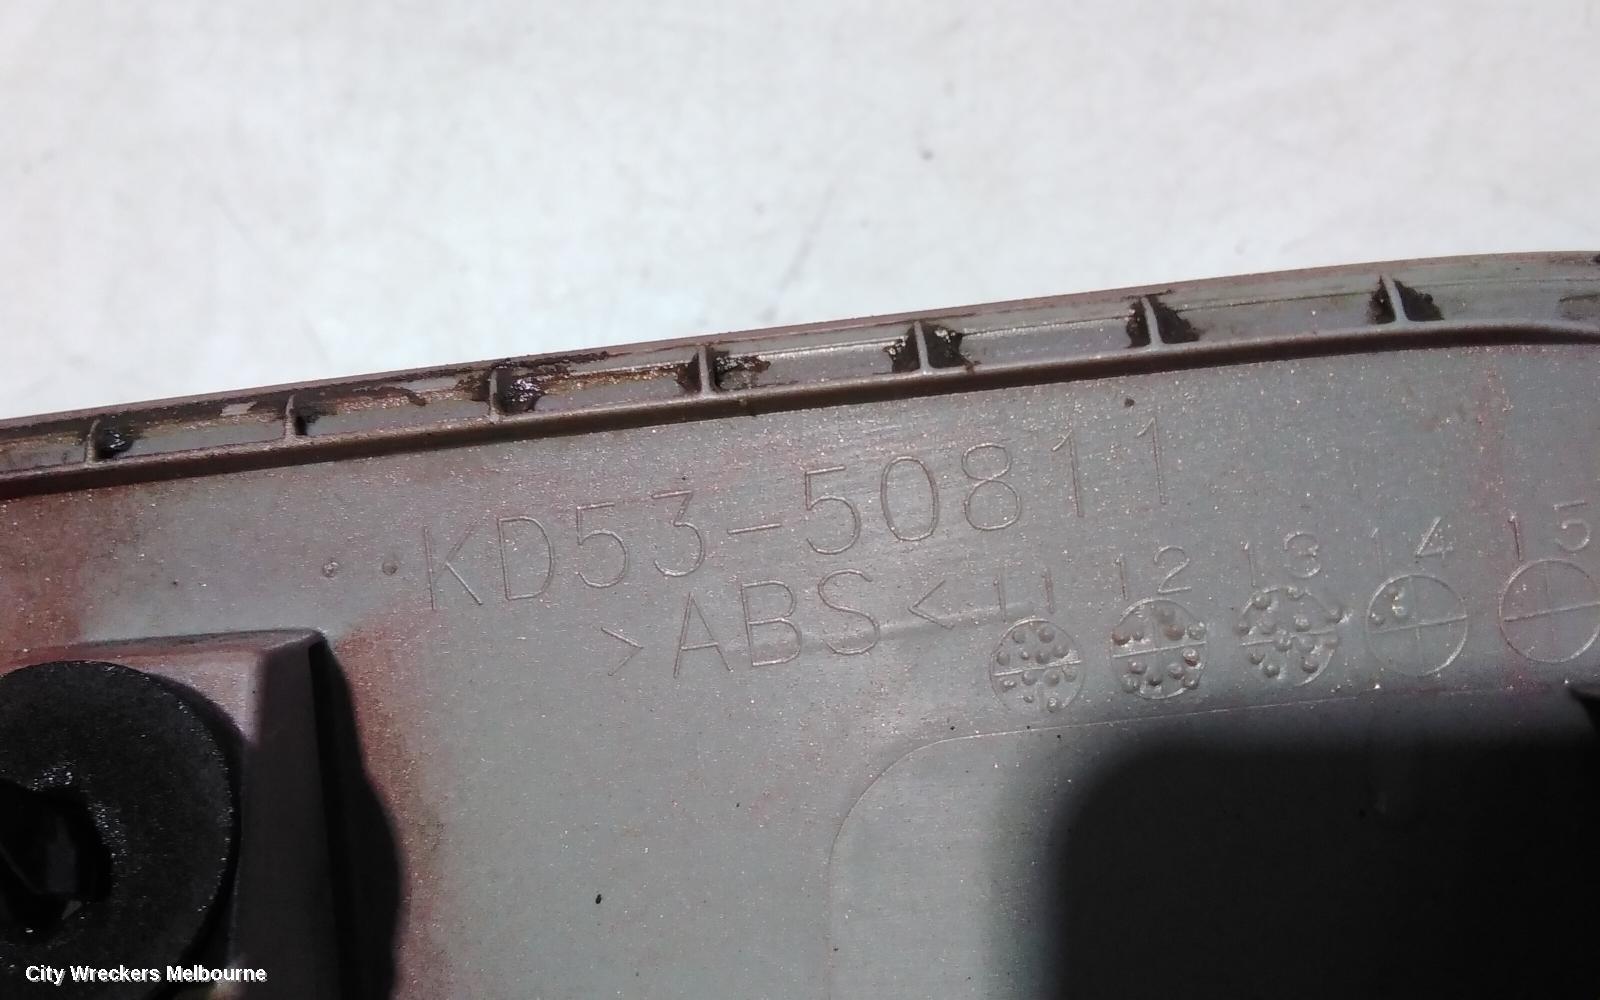 KD53-50811
>ABS<
11 12 13 14 15
City Wreckers Melbourne